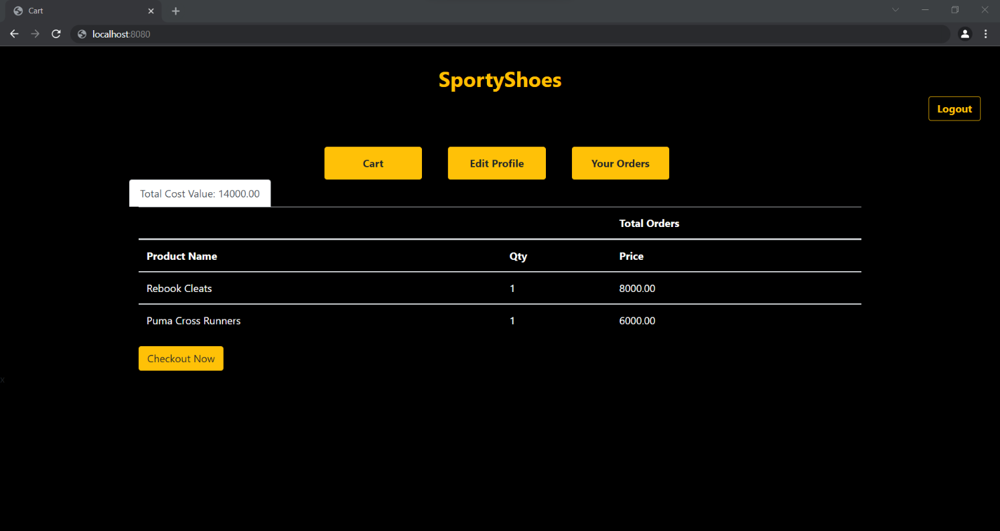 Cart
localhost:8080
SportyShoes
Logout
Cart Edit Profile Your Orders
Total Cost Value: 14000.00
Total Orders
Product Name Qty Price
Rebook Cleats 1 8000.00
Puma Cross Runners 1 6000.00
Checkout Now
x